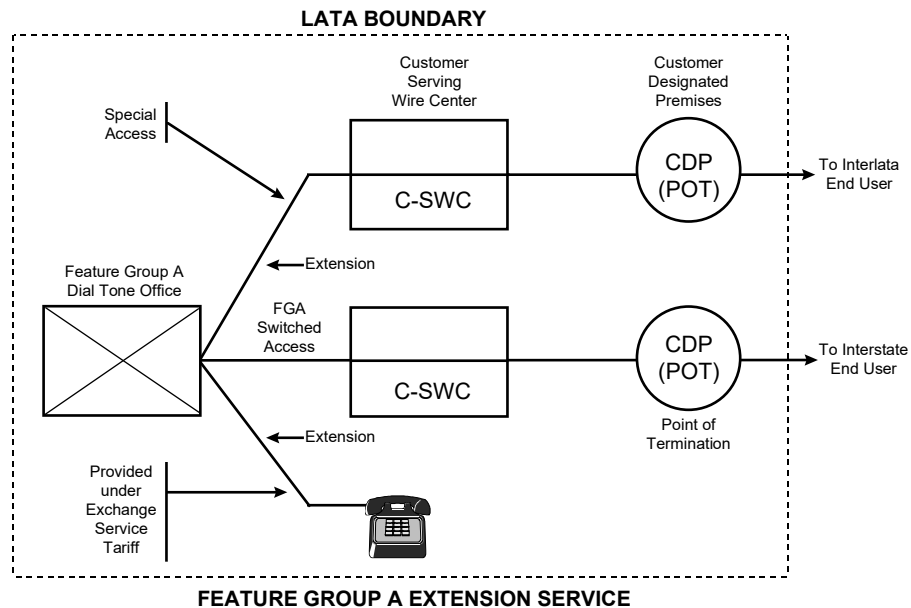 LATA BOUNDARY
Customer
Serving
Wire Center
Customer
Designated
Premises
Special
Access
C-SWC
CDP
(POT)
To Interlata
End User
Extension
Feature Group A
Dial Tone Office
FGA
Switched
Access
C-SWC
CDP
(POT)
To Interstate
End User
Point of
Termination
Extension
Provided
under
Exchange
Service
Tariff
FEATURE GROUP A EXTENSION SERVICE